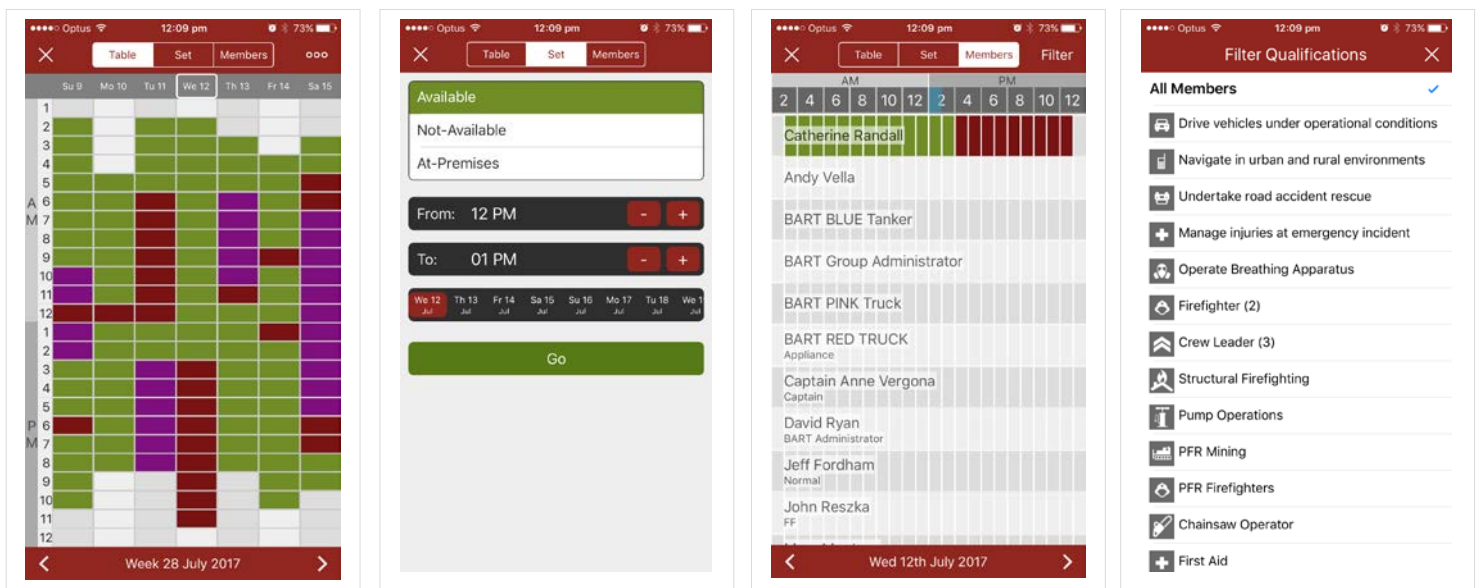 Optus 12:09 pm 73%
Table Set Members
Su 9 Mo 10 Tu 11 We 12 Th 13 Fr 14 Sa 15
1
2
3
4
5
A 6
M 7
8
9
10
11
12
1
2
3
4
5
P 6
M 7
8
9
10
11
12
Week 28 July 2017
Optus 12:09 pm 73%
Table Set Members
Available
Not-Available
At-Premises
From: 12 PM - +
To: 01 PM - +
We 12 Th 13 Fr 14 Sa 15 Su 16 Mo 17 Tu 18 We 1
Jul Jul Jul Jul Jul Jul Jul Jul
Go
Optus 12:09 pm 73%
Table Set Members Filter
AM PM
2 4 6 8 10 12 2 4 6 8 10 12
Catherine Randall
Andy Vella
BART BLUE Tanker
BART Group Administrator
BART PINK Truck
BART RED TRUCK
Appliance
Captain Anne Vergona
Captain
David Ryan
BART Administrator
Jeff Fordham
Normal
John Reszka
FF
Wed 12th July 2017
Optus 12:09 pm 73%
Filter Qualifications
All Members
Drive vehicles under operational conditions
Navigate in urban and rural environments
Undertake road accident rescue
Manage injuries at emergency incident
Operate Breathing Apparatus
Firefighter (2)
Crew Leader (3)
Structural Firefighting
Pump Operations
PFR Mining
PFR Firefighters
Chainsaw Operator
First Aid